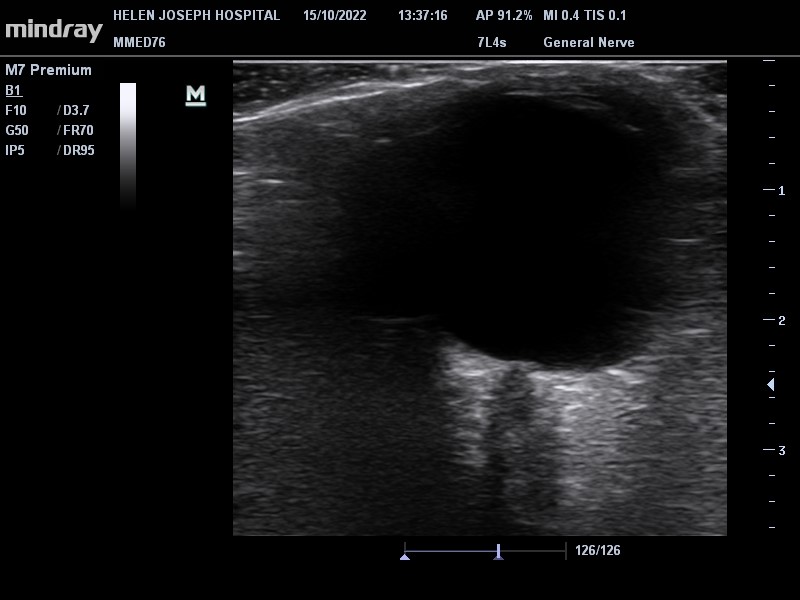 mindray
HELEN JOSEPH HOSPITAL 15/10/2022 13:37:16 AP 91.2% MI 0.4 TIS 0.1
MMED76 7L4s General Nerve
M7 Premium
B1
F10 / D3.7
G50 / FR70
IP5 / DR95
M
1
2
3
126/126